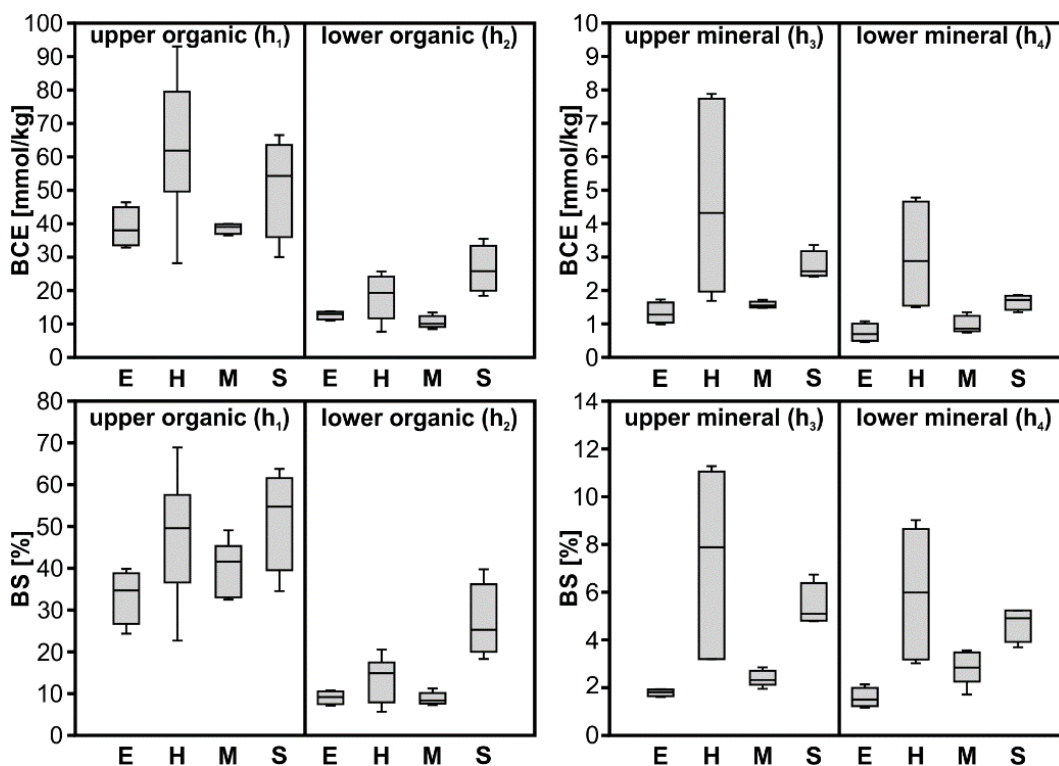 BCE [mmol/kg]
100
90
80
70
60
50
40
30
20
10
0
upper organic (h₁)
lower organic (h₂)
E H M S E H M S
BCE [mmol/kg]
10
9
8
7
6
5
4
3
2
1
0
upper mineral (h₃)
lower mineral (h₄)
E H M S E H M S
BS [%]
80
70
60
50
40
30
20
10
0
upper organic (h₁)
lower organic (h₂)
E H M S E H M S
BS [%]
14
12
10
8
6
4
2
0
upper mineral (h₃)
lower mineral (h₄)
E H M S E H M S